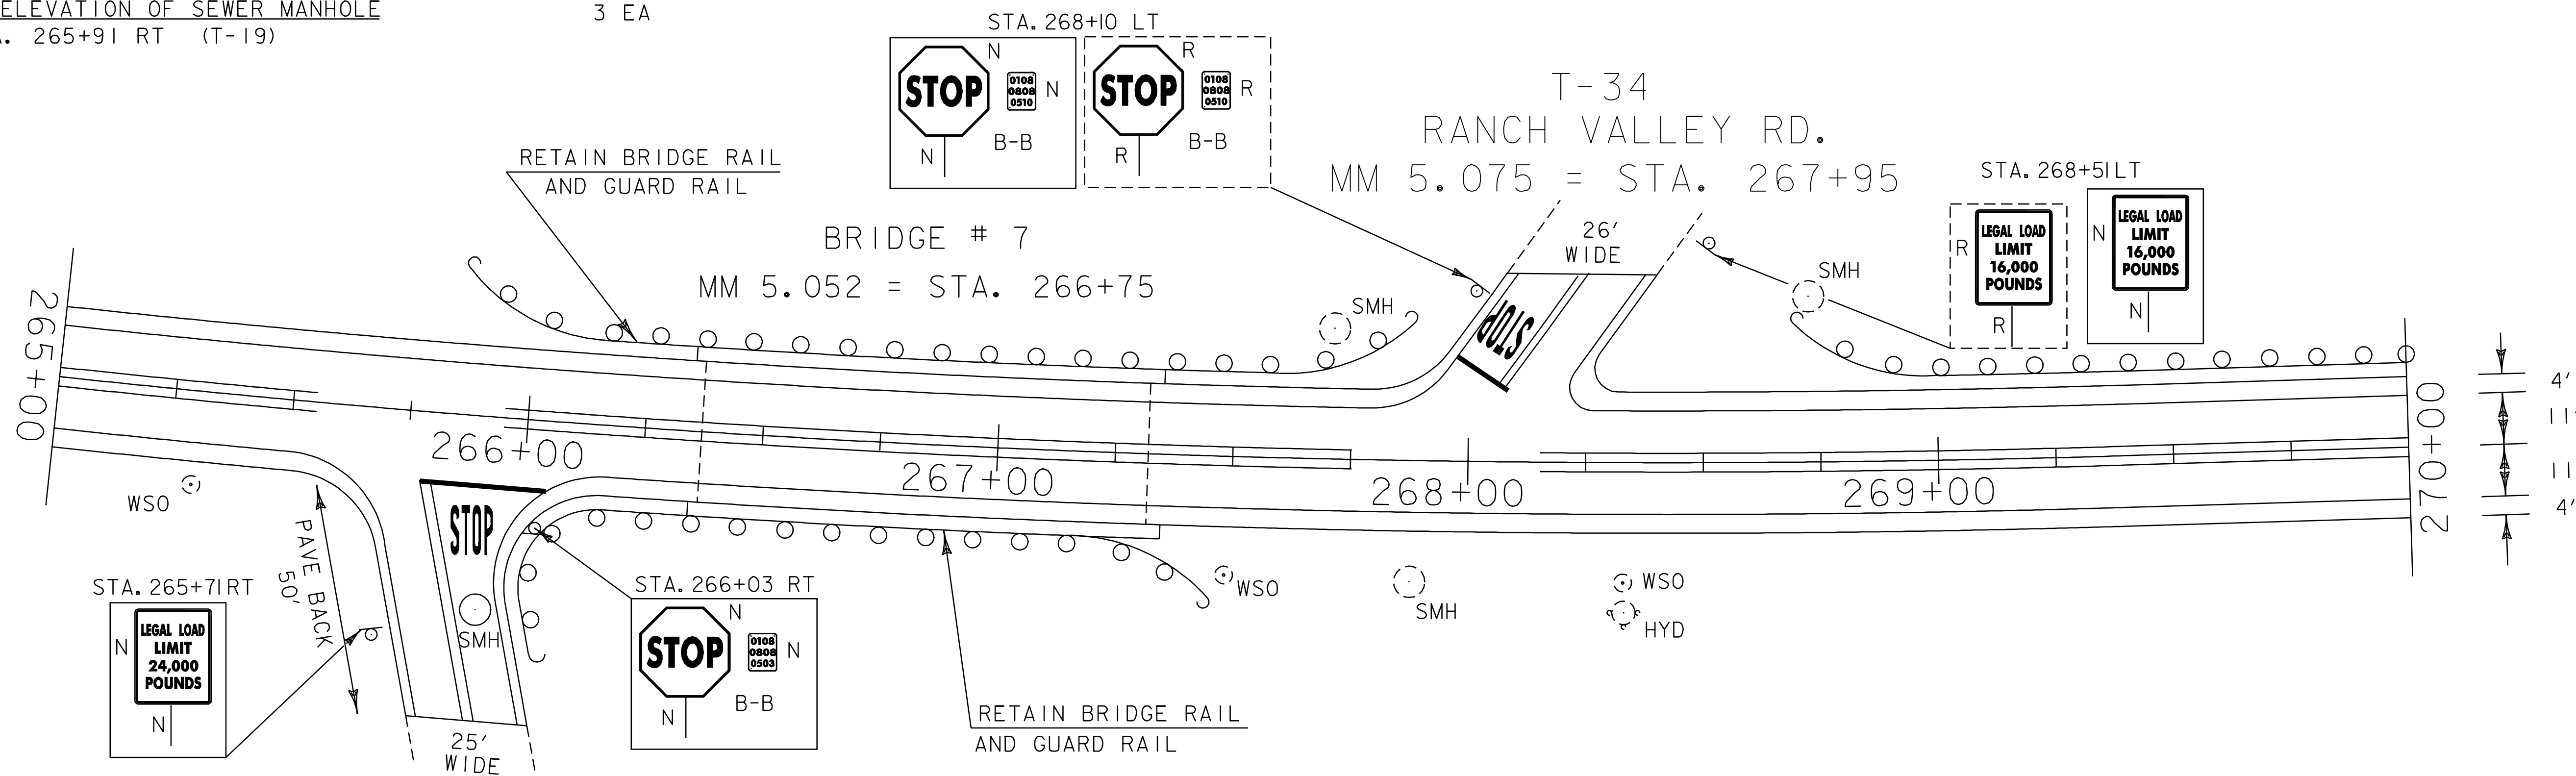 ELEVATION OF SEWER MANHOLE
. 265+91 RT (T-19)
3 EA
STA. 268+10 LT
STOP
N
0108
0808
0510
N
N
B-B
STOP
R
0108
0808
0510
R
R
B-B
T-34
RANCH VALLEY RD.
MM 5.075 = STA. 267+95
RETAIN BRIDGE RAIL
AND GUARD RAIL
BRIDGE # 7
MM 5.052 = STA. 266+75
26'
WIDE
STA. 268+51 LT
R
LEGAL LOAD
LIMIT
16,000
POUNDS
R
N
LEGAL LOAD
LIMIT
16,000
POUNDS
N
SMH
SMH
STOP
265+00
266+00
267+00
268+00
269+00
270+00
4'
11'
11'
4'
WSO
PAVE BACK
50'
STOP
SMH
25'
WIDE
STA. 265+71 RT
N
LEGAL LOAD
LIMIT
24,000
POUNDS
N
STA. 266+03 RT
STOP
N
0108
0808
0503
N
N
B-B
RETAIN BRIDGE RAIL
AND GUARD RAIL
WSO
SMH
WSO
HYD